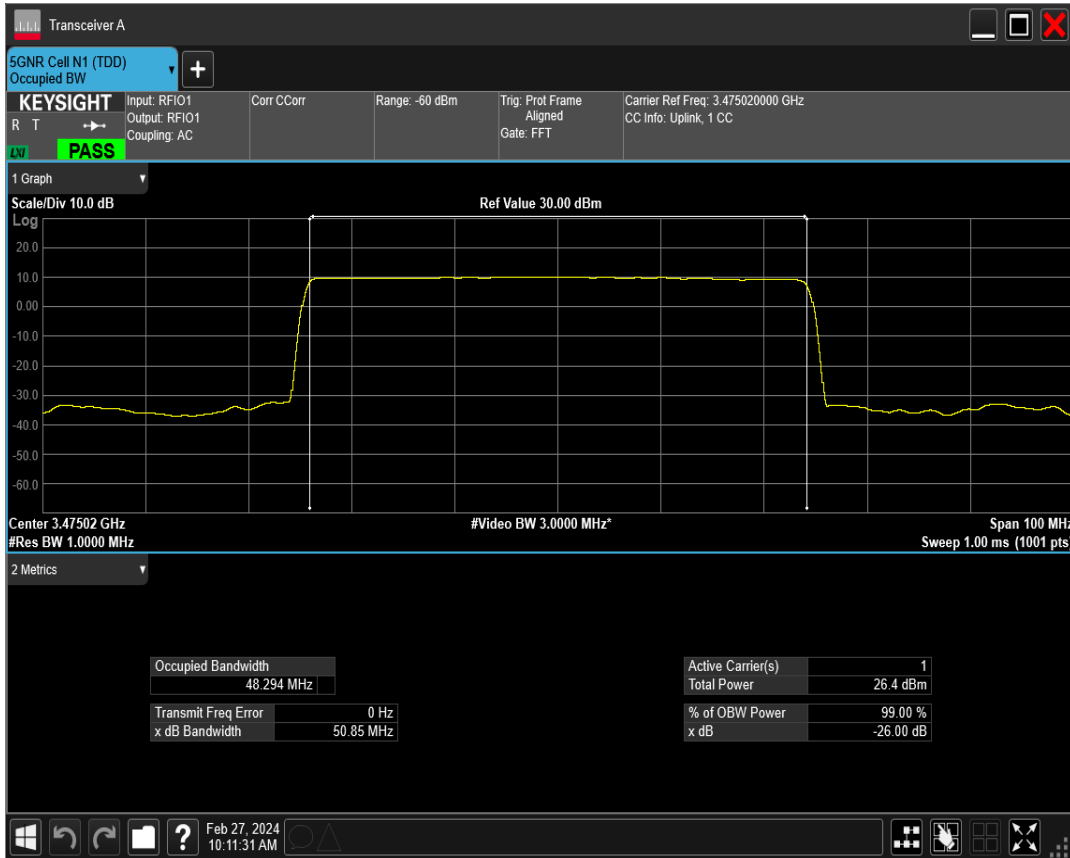 Transceiver A
5GNR Cell N1 (TDD)
Occupied BW
+
KEYSIGHT
R T
LXI
PASS
Input: RFIO1
Output: RFIO1
Coupling: AC
Corr CCorr
Range: -60 dBm
Trig: Prot Frame
Aligned
Gate: FFT
Carrier Ref Freq: 3.475020000 GHz
CC Info: Uplink, 1 CC
1 Graph
Scale/Div 10.0 dB
Ref Value 30.00 dBm
Log
20.0
10.0
0.00
-10.0
-20.0
-30.0
-40.0
-50.0
-60.0
Center 3.47502 GHz
#Video BW 3.0000 MHz*
Span 100 MHz
#Res BW 1.0000 MHz
Sweep 1.00 ms (1001 pts)
2 Metrics
Occupied Bandwidth
48.294 MHz
Transmit Freq Error 0 Hz
x dB Bandwidth 50.85 MHz
Active Carrier(s) 1
Total Power 26.4 dBm
% of OBW Power 99.00 %
x dB -26.00 dB
?
Feb 27, 2024
10:11:31 AM